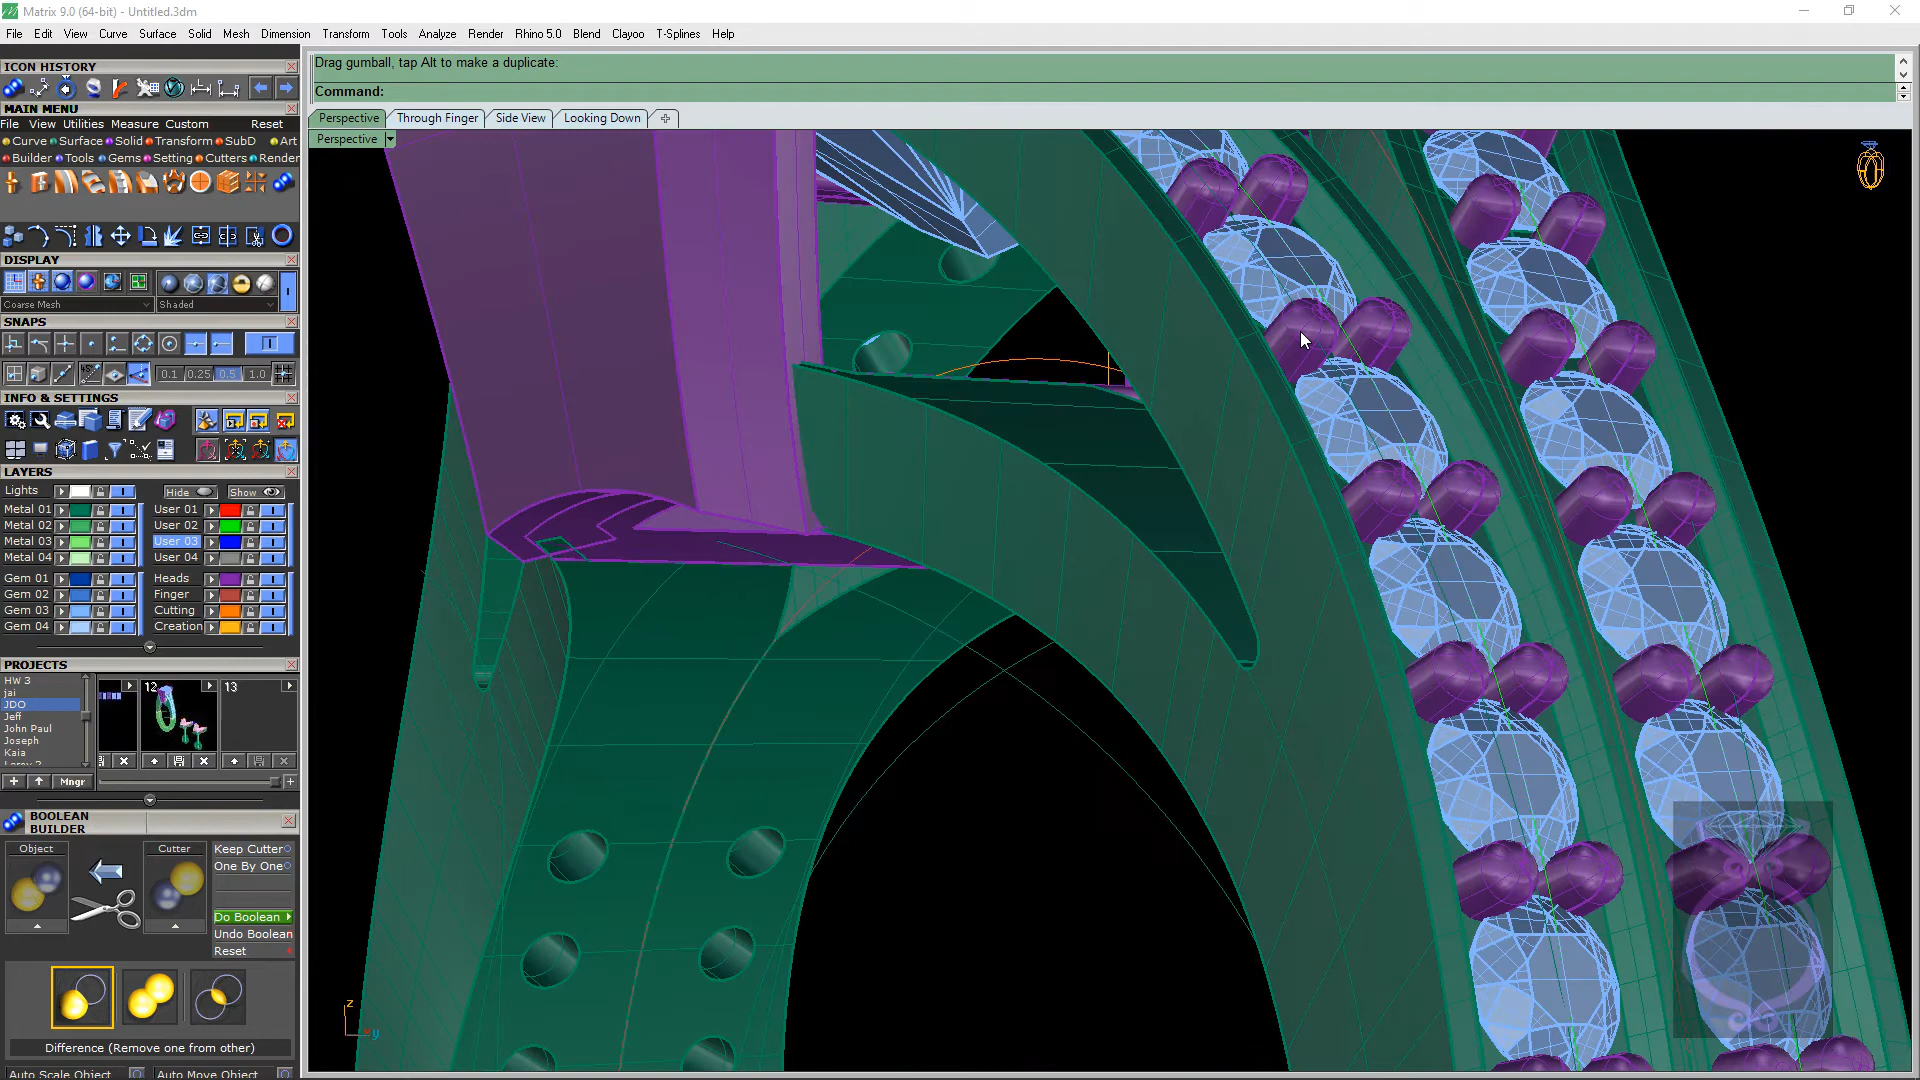 Matrix 9.0 (64-bit) - Untitled.3dm
File Edit View Curve Surface Solid Mesh Dimension Transform Tools Analyze Render Rhino 5.0 Blend Clayoo T-Splines Help
ICON HISTORY
MAIN MENU
File View Utilities Measure Custom Reset
Curve Surface Solid Transform SubD Art
Builder Tools Gems Setting Cutters Render
DISPLAY
Coarse Mesh Shaded
SNAPS
0.1 0.25 0.5 1.0
INFO & SETTINGS
LAYERS
Lights Hide Show
Metal 01 User 01
Metal 02 User 02
Metal 03 User 03
Metal 04 User 04
Gem 01 Heads
Gem 02 Finger
Gem 03 Cutting
Gem 04 Creation
PROJECTS
HW 3
jai
JDO
Jeff
John Paul
Joseph
Kaia
12 13
Mngr
BOOLEAN
BUILDER
Object Cutter Keep Cutter
One By One
Do Boolean
Undo Boolean
Reset
Difference (Remove one from other)
Auto Scale Object Auto Move Object
Drag gumball, tap Alt to make a duplicate:
Command:
Perspective Through Finger Side View Looking Down
Perspective
z
y